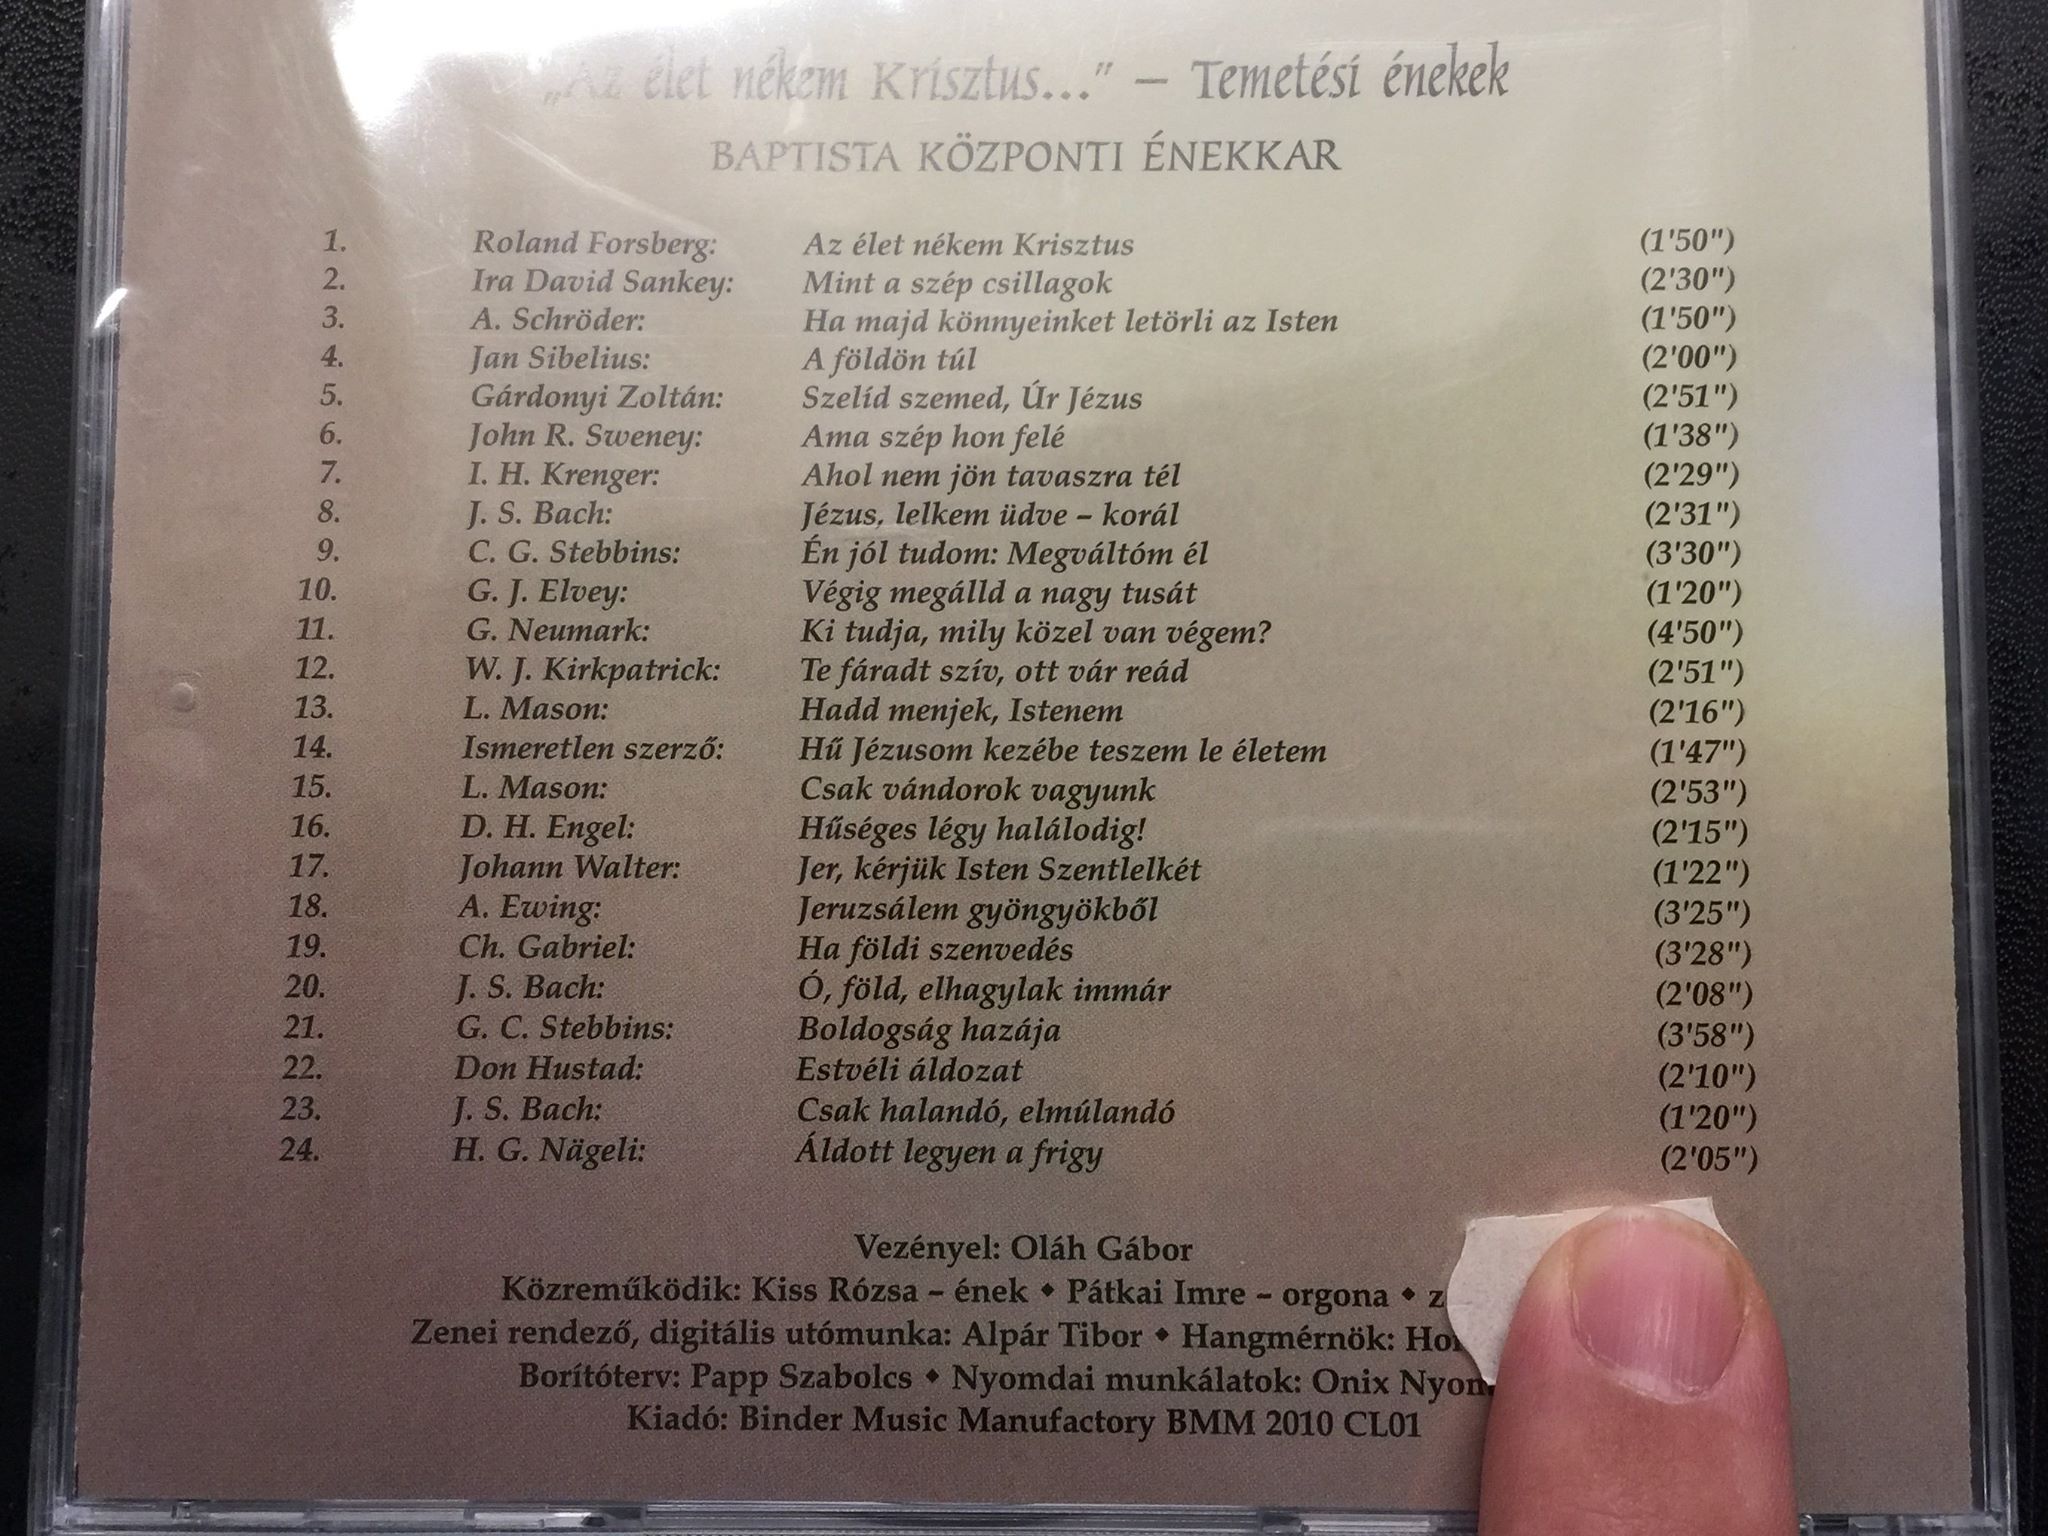 „Az élet nékem Krisztus...” – Temetési énekek
BAPTISTA KÖZPONTI ÉNEKKAR
1. Roland Forsberg: Az élet nékem Krisztus (1'50")
2. Ira David Sankey: Mint a szép csillagok (2'30")
3. A. Schröder: Ha majd könnyeinket letörli az Isten (1'50")
4. Jan Sibelius: A földön túl (2'00")
5. Gárdonyi Zoltán: Szelíd szemed, Úr Jézus (2'51")
6. John R. Sweney: Ama szép hon felé (1'38")
7. I. H. Krenger: Ahol nem jön tavaszra tél (2'29")
8. J. S. Bach: Jézus, lelkem üdve – korál (2'31")
9. C. G. Stebbins: Én jól tudom: Megváltóm él (3'30")
10. G. J. Elvey: Végig megálld a nagy tusát (1'20")
11. G. Neumark: Ki tudja, mily közel van végem? (4'50")
12. W. J. Kirkpatrick: Te fáradt szív, ott vár reád (2'51")
13. L. Mason: Hadd menjek, Istenem (2'16")
14. Ismeretlen szerző: Hű Jézusom kezébe teszem le életem (1'47")
15. L. Mason: Csak vándorok vagyunk (2'53")
16. D. H. Engel: Hűséges légy halálodig! (2'15")
17. Johann Walter: Jer, kérjük Isten Szentlelkét (1'22")
18. A. Ewing: Jeruzsálem gyöngyökből (3'25")
19. Ch. Gabriel: Ha földi szenvedés (3'28")
20. J. S. Bach: Ó, föld, elhagylak immár (2'08")
21. G. C. Stebbins: Boldogság hazája (3'58")
22. Don Hustad: Estvéli áldozat (2'10")
23. J. S. Bach: Csak halandó, elmúlandó (1'20")
24. H. G. Nägeli: Áldott legyen a frigy (2'05")
Vezényel: Oláh Gábor
Közreműködik: Kiss Rózsa – ének ◆ Pátkai Imre – orgona ◆
Zenei rendező, digitális utómunka: Alpár Tibor ◆ Hangmérnök:
Borítóterv: Papp Szabolcs ◆ Nyomdai munkálatok: Onix
Kiadó: Binder Music Manufactory BMM 2010 CL01